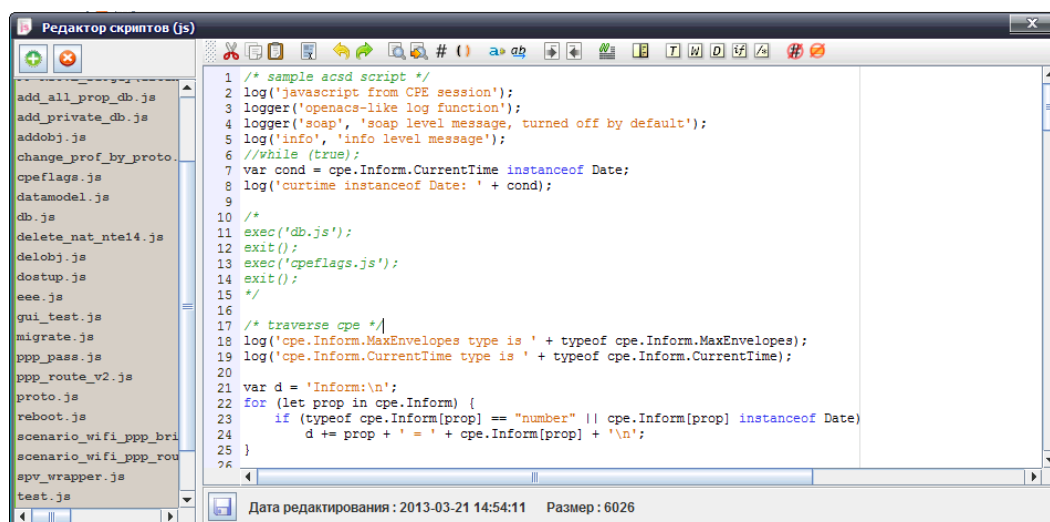 Редактор скриптов (js)
add_all_prop_db.js
add_private_db.js
addobj.js
change_prof_by_proto.
cpeflags.js
datamodel.js
db.js
delete_nat_nte14.js
delobj.js
dostup.js
eee.js
gui_test.js
migrate.js
ppp_pass.js
ppp_route_v2.js
proto.js
reboot.js
scenario_wifi_ppp_bri
scenario_wifi_ppp_rou
spv_wrapper.js
test.js
1 /* sample acsd script */
2 log('javascript from CPE session');
3 logger('openacs-like log function');
4 logger('soap', 'soap level message, turned off by default');
5 log('info', 'info level message');
6 //while (true);
7 var cond = cpe.Inform.CurrentTime instanceof Date;
8 log('curtime instanceof Date: ' + cond);
9
10 /*
11 exec('db.js');
12 exit();
13 exec('cpeflags.js');
14 exit();
15 */
16
17 /* traverse cpe */
18 log('cpe.Inform.MaxEnvelopes type is ' + typeof cpe.Inform.MaxEnvelopes);
19 log('cpe.Inform.CurrentTime type is ' + typeof cpe.Inform.CurrentTime);
20
21 var d = 'Inform:\n';
22 for (let prop in cpe.Inform) {
23 if (typeof cpe.Inform[prop] == "number" || cpe.Inform[prop] instanceof Date)
24 d += prop + ' = ' + cpe.Inform[prop] + '\n';
25 }
26
Дата редактирования : 2013-03-21 14:54:11 Размер : 6026